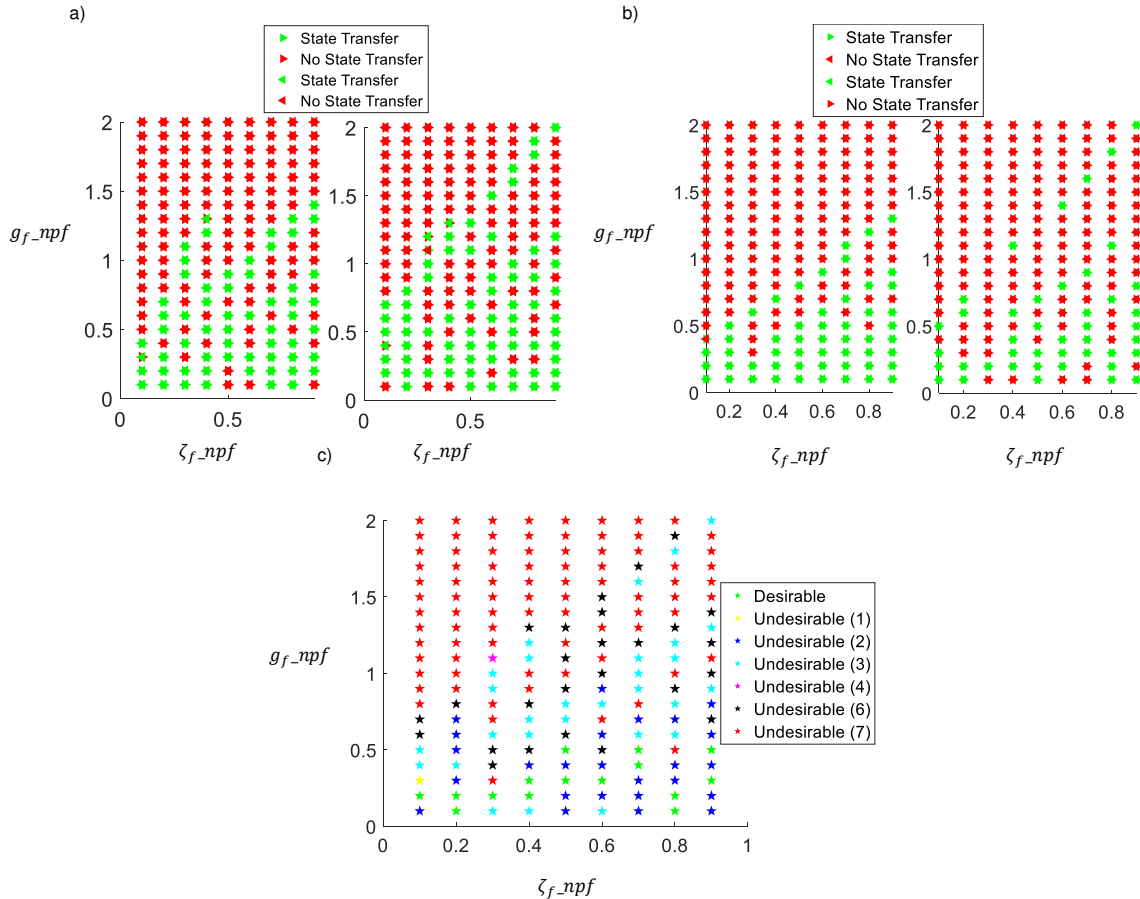 a)
State Transfer
No State Transfer
State Transfer
No State Transfer
2
1.5
1
0.5
0
0 0.5
g_f_npf
ζ_f_npf
2
1.5
1
0.5
0
0 0.5
ζ_f_npf
b)
State Transfer
No State Transfer
State Transfer
No State Transfer
2
1.5
1
0.5
0
0.2 0.4 0.6 0.8
g_f_npf
ζ_f_npf
2
1.5
1
0.5
0
0.2 0.4 0.6 0.8
ζ_f_npf
c)
2
1.5
1
0.5
0
0 0.2 0.4 0.6 0.8 1
g_f_npf
ζ_f_npf
Desirable
Undesirable (1)
Undesirable (2)
Undesirable (3)
Undesirable (4)
Undesirable (6)
Undesirable (7)